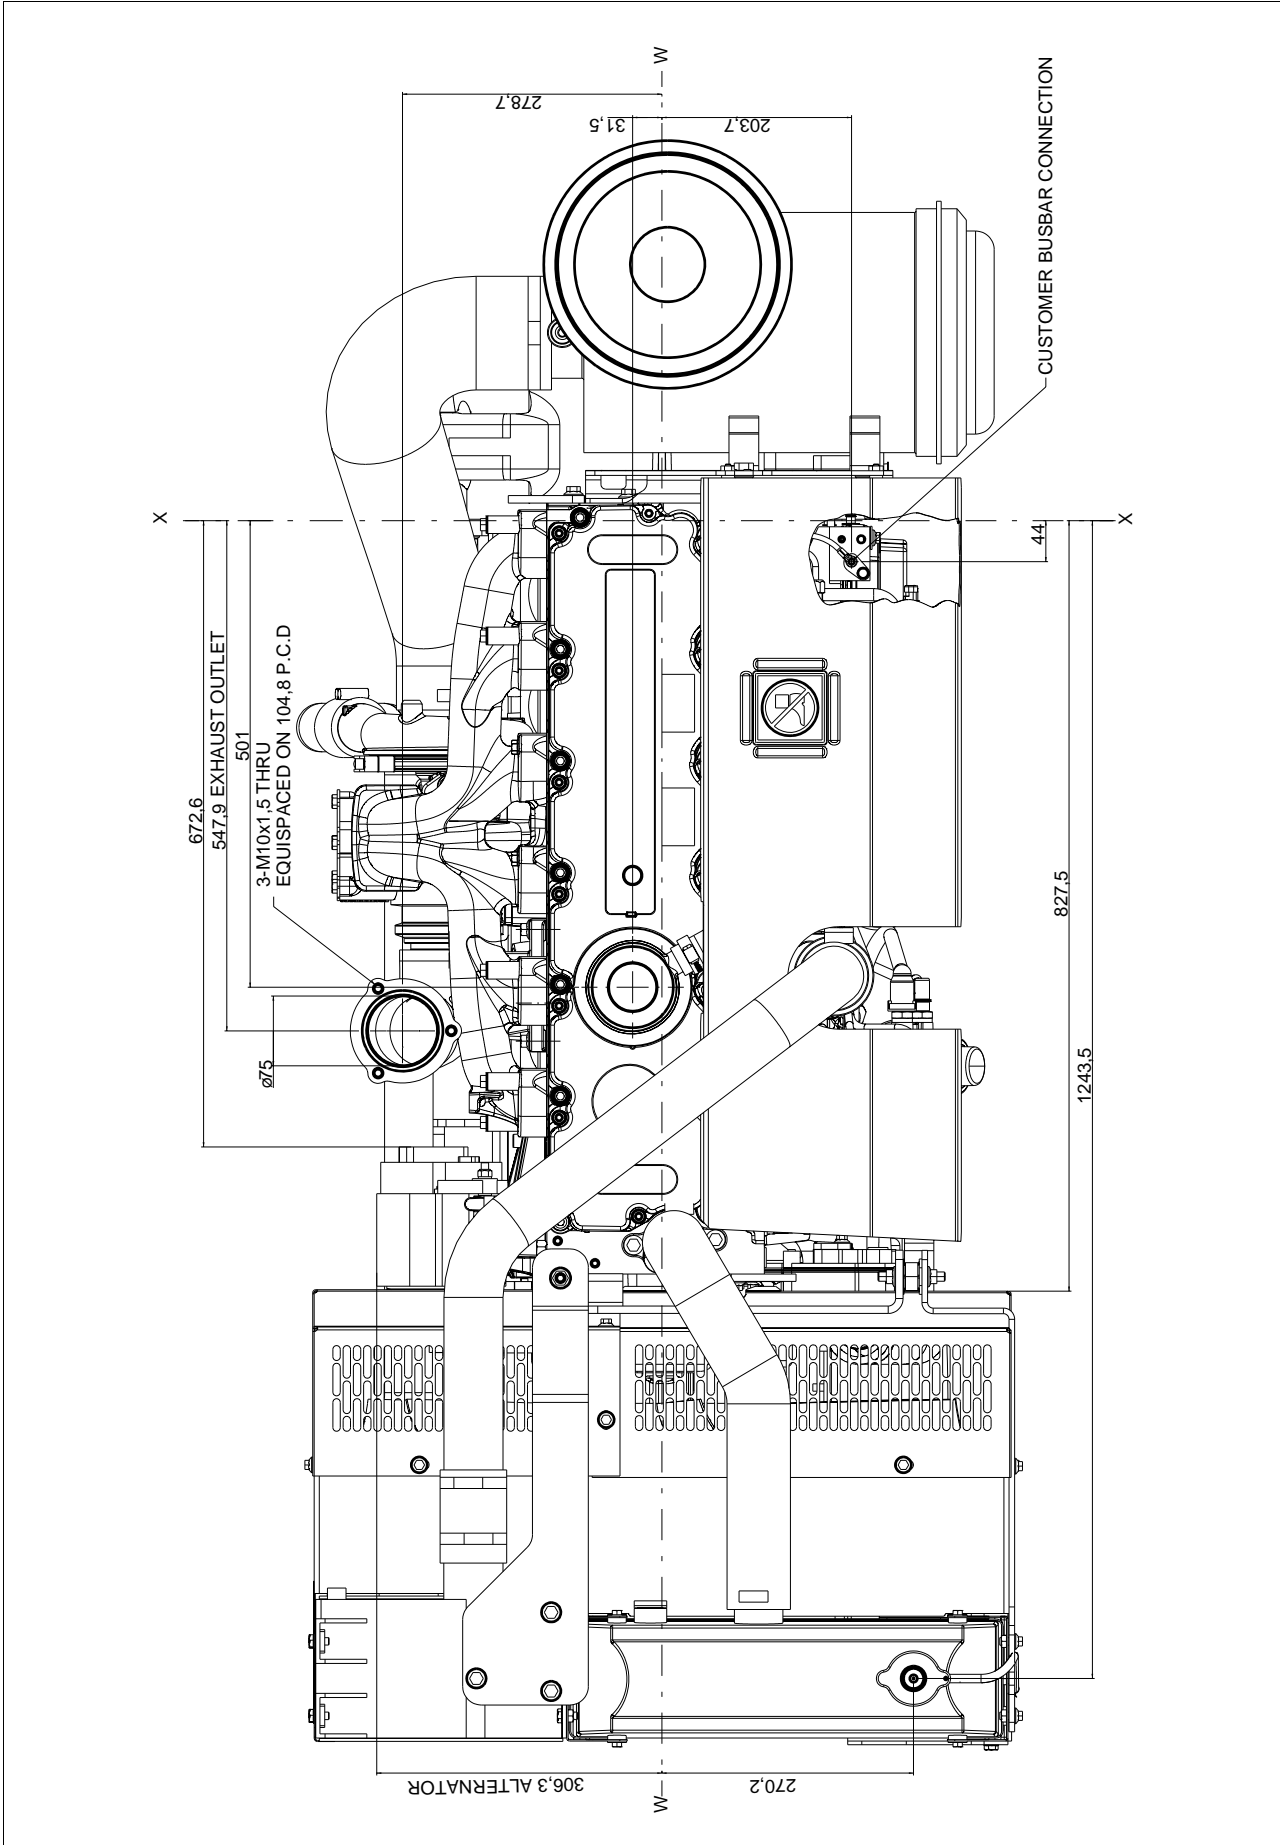 W
278,7
31,5
203,7
CUSTOMER BUSBAR CONNECTION
X
X
44
672,6
547,9 EXHAUST OUTLET
501
3-M10x1,5 THRU
EQUISPACED ON 104,8 P.C.D
ø75
827,5
1243,5
306,3 ALTERNATOR
W
270,2